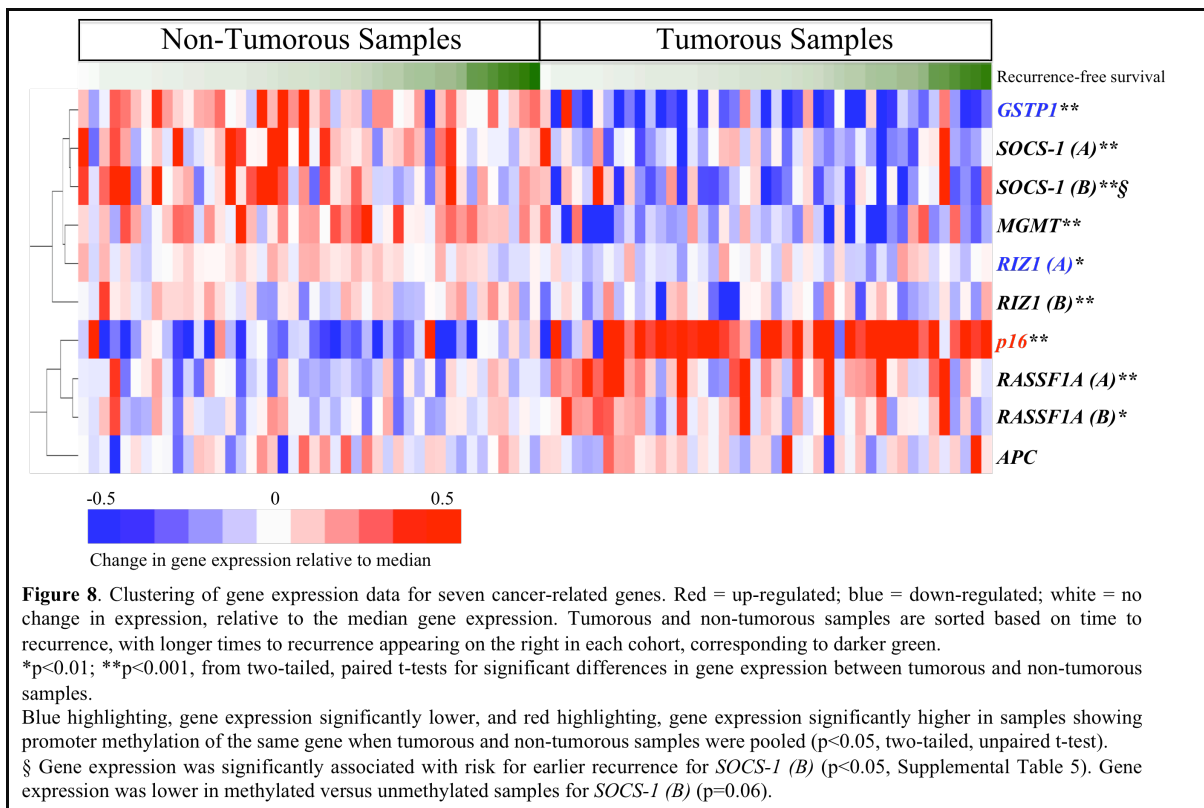 Non-Tumorous Samples
Tumorous Samples
Recurrence-free survival
GSTP1**
SOCS-1 (A)**
SOCS-1 (B)**§
MGMT**
RIZ1 (A)*
RIZ1 (B)**
p16**
RASSF1A (A)**
RASSF1A (B)*
APC
-0.5 0 0.5
Change in gene expression relative to median
Figure 8. Clustering of gene expression data for seven cancer-related genes. Red = up-regulated; blue = down-regulated; white = no
change in expression, relative to the median gene expression. Tumorous and non-tumorous samples are sorted based on time to
recurrence, with longer times to recurrence appearing on the right in each cohort, corresponding to darker green.
*p<0.01; **p<0.001, from two-tailed, paired t-tests for significant differences in gene expression between tumorous and non-tumorous
samples.
Blue highlighting, gene expression significantly lower, and red highlighting, gene expression significantly higher in samples showing
promoter methylation of the same gene when tumorous and non-tumorous samples were pooled (p<0.05, two-tailed, unpaired t-test).
§ Gene expression was significantly associated with risk for earlier recurrence for SOCS-1 (B) (p<0.05, Supplemental Table 5). Gene
expression was lower in methylated versus unmethylated samples for SOCS-1 (B) (p=0.06).